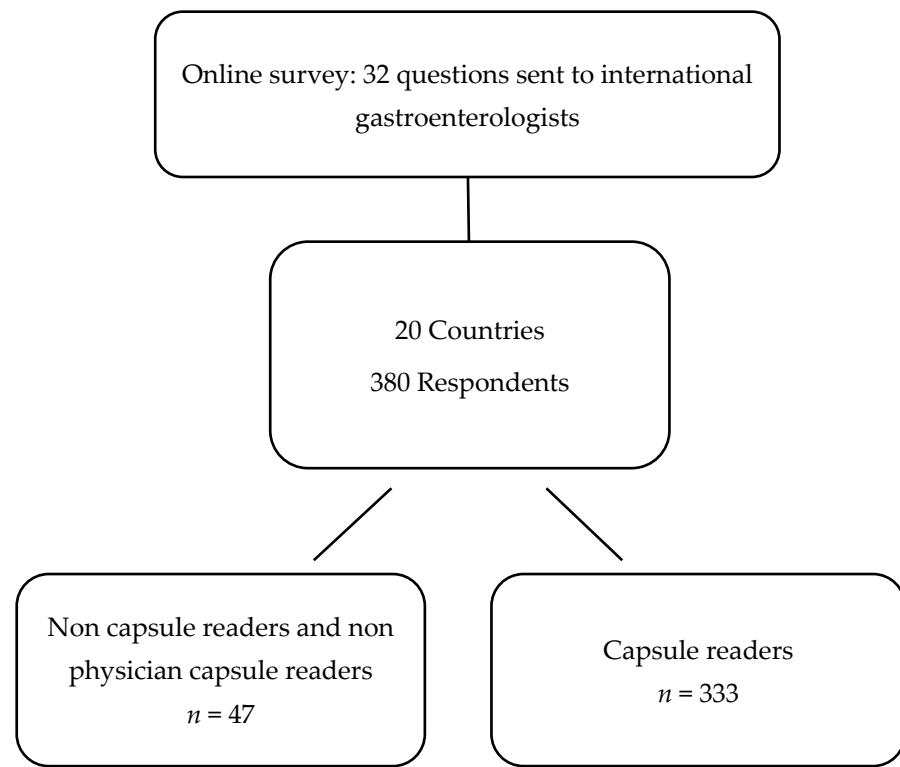 Online survey: 32 questions sent to international
gastroenterologists
20 Countries
380 Respondents
Non capsule readers and non
physician capsule readers
n = 47
Capsule readers
n = 333